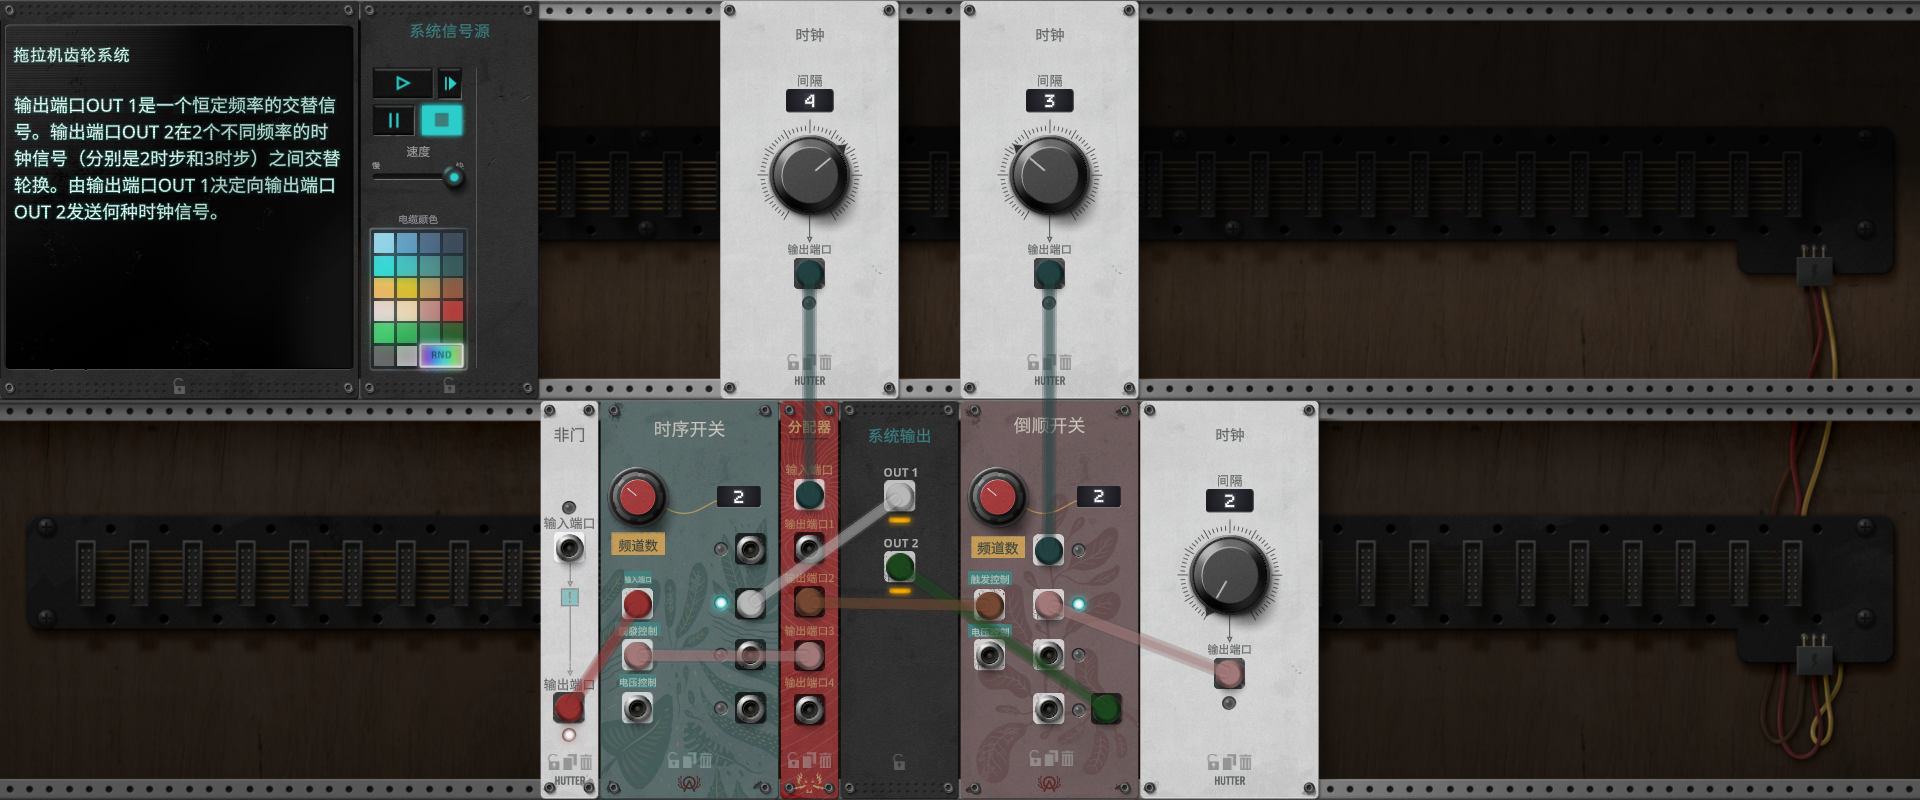 拖拉机齿轮系统
输出端口OUT 1是一个恒定频率的交替信
号。输出端口OUT 2在2个不同频率的时
钟信号（分别是2时步和3时步）之间交替
轮换。由输出端口OUT 1决定向输出端口
OUT 2发送何种时钟信号。
系统信号源
速度
慢
快
电缆颜色
RND
时钟
间隔
4
输出端口
HUTTER
时钟
间隔
3
输出端口
HUTTER
非门
输入端口
!
输出端口
HUTTER
时序开关
2
频道数
输入端口
触發控制
电压控制
分配器
输入端口
输出端口1
输出端口2
输出端口3
输出端口4
系统输出
OUT 1
OUT 2
倒顺开关
2
频道数
触发控制
电压控制
时钟
间隔
2
输出端口
HUTTER